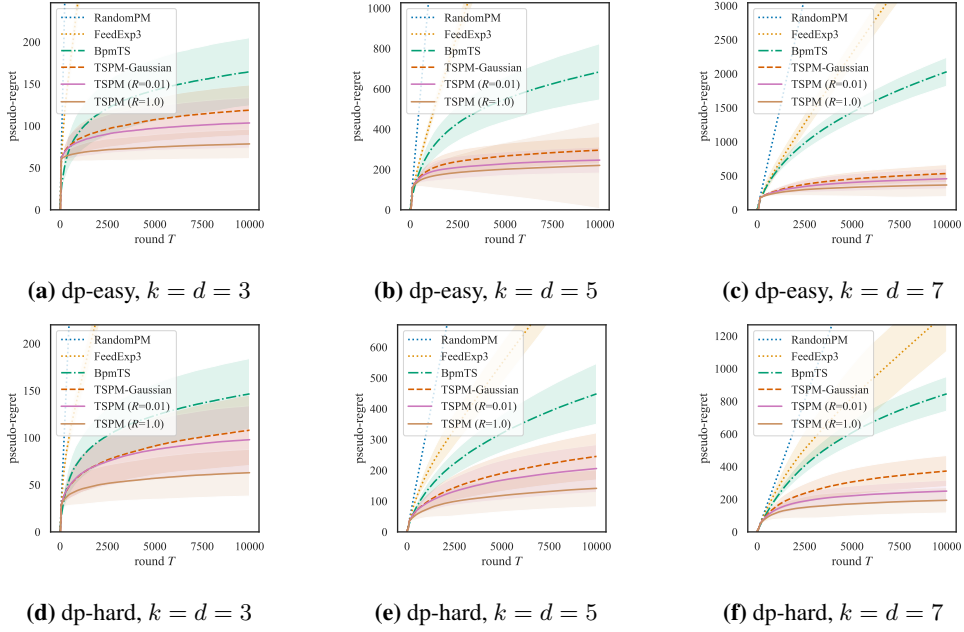 RandomPM
FeedExp3
BpmTS
TSPM-Gaussian
TSPM (R=0.01)
TSPM (R=1.0)
pseudo-regret
200
150
100
50
0
0 2500 5000 7500 10000
round T
(a) dp-easy, k = d = 3
RandomPM
FeedExp3
BpmTS
TSPM-Gaussian
TSPM (R=0.01)
TSPM (R=1.0)
pseudo-regret
1000
800
600
400
200
0
0 2500 5000 7500 10000
round T
(b) dp-easy, k = d = 5
RandomPM
FeedExp3
BpmTS
TSPM-Gaussian
TSPM (R=0.01)
TSPM (R=1.0)
pseudo-regret
3000
2500
2000
1500
1000
500
0
0 2500 5000 7500 10000
round T
(c) dp-easy, k = d = 7
RandomPM
FeedExp3
BpmTS
TSPM-Gaussian
TSPM (R=0.01)
TSPM (R=1.0)
pseudo-regret
200
150
100
50
0
0 2500 5000 7500 10000
round T
(d) dp-hard, k = d = 3
RandomPM
FeedExp3
BpmTS
TSPM-Gaussian
TSPM (R=0.01)
TSPM (R=1.0)
pseudo-regret
600
500
400
300
200
100
0
0 2500 5000 7500 10000
round T
(e) dp-hard, k = d = 5
RandomPM
FeedExp3
BpmTS
TSPM-Gaussian
TSPM (R=0.01)
TSPM (R=1.0)
pseudo-regret
1200
1000
800
600
400
200
0
0 2500 5000 7500 10000
round T
(f) dp-hard, k = d = 7